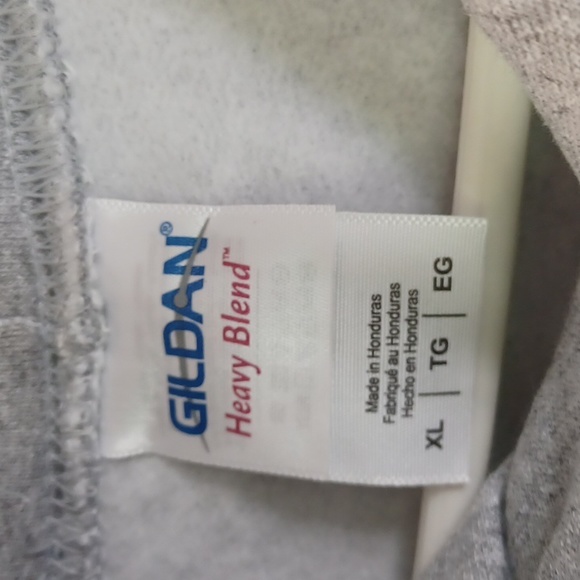 GILDAN®
Heavy Blend™
Made in Honduras
Fabriqué au Honduras
Hecho en Honduras
XL | TG | EG